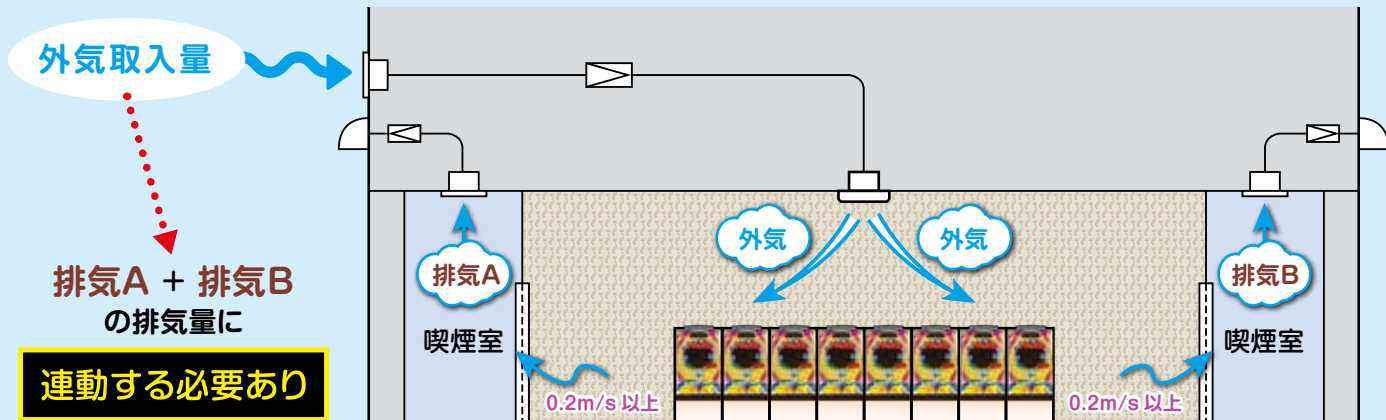 外気取入量
排気A + 排気B
の排気量に
連動する必要あり
排気A
喫煙室
0.2m/s以上
外気
外気
0.2m/s以上
排気B
喫煙室